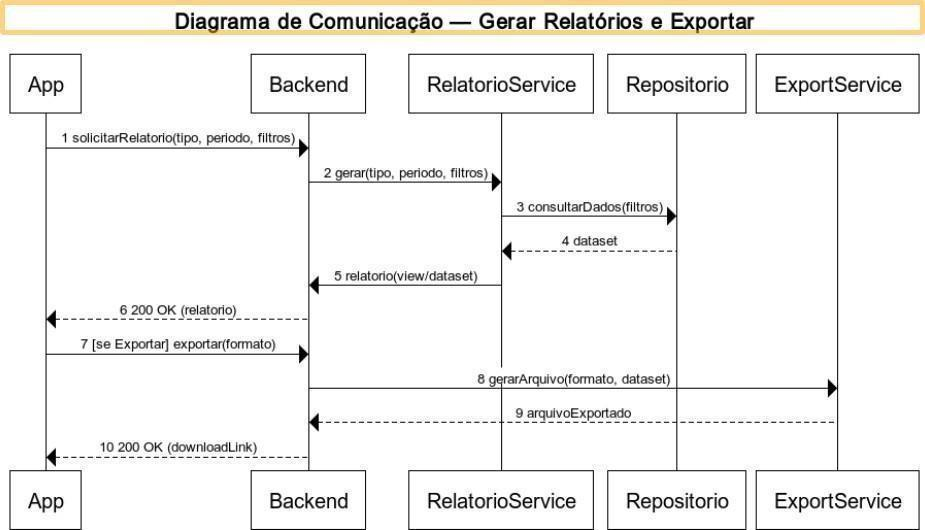 Diagrama de Comunicação — Gerar Relatórios e Exportar
App
Backend
RelatorioService
Repositorio
ExportService
1 solicitarRelatorio(tipo, periodo, filtros)
2 gerar(tipo, periodo, filtros)
3 consultarDados(filtros)
4 dataset
5 relatorio(view/dataset)
6 200 OK (relatorio)
7 [se Exportar] exportar(formato)
8 gerarArquivo(formato, dataset)
9 arquivoExportado
10 200 OK (downloadLink)
App
Backend
RelatorioService
Repositorio
ExportService